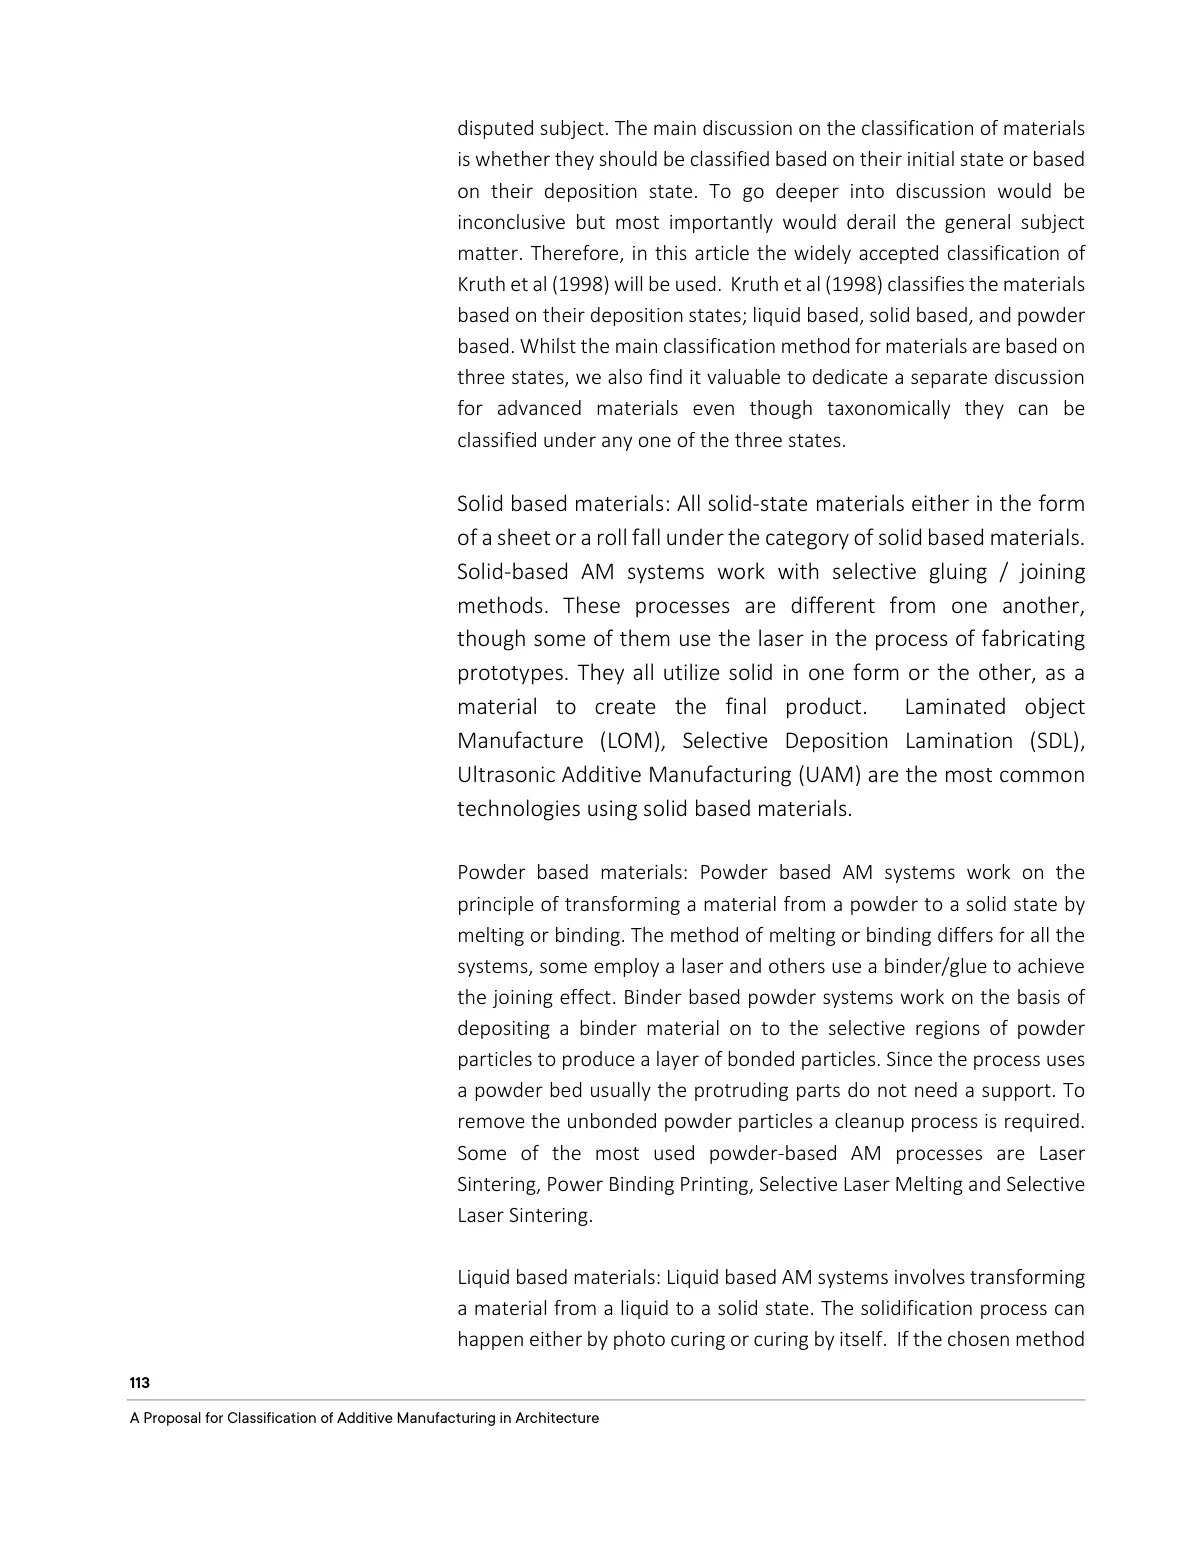 disputed subject. The main discussion on the classification of materials
is whether they should be classified based on their initial state or based
on their deposition state. To go deeper into discussion would be
inconclusive but most importantly would derail the general subject
matter. Therefore, in this article the widely accepted classification of
Kruth et al (1998) will be used.  Kruth et al (1998) classifies the materials
based on their deposition states; liquid based, solid based, and powder
based. Whilst the main classification method for materials are based on
three states, we also find it valuable to dedicate a separate discussion
for advanced materials even though taxonomically they can be
classified under any one of the three states.
Solid based materials: All solid-state materials either in the form
of a sheet or a roll fall under the category of solid based materials.
Solid-based AM systems work with selective gluing / joining
methods. These processes are different from one another,
though some of them use the laser in the process of fabricating
prototypes. They all utilize solid in one form or the other, as a
material to create the final product.  Laminated object
Manufacture (LOM), Selective Deposition Lamination (SDL),
Ultrasonic Additive Manufacturing (UAM) are the most common
technologies using solid based materials.
Powder based materials: Powder based AM systems work on the
principle of transforming a material from a powder to a solid state by
melting or binding. The method of melting or binding differs for all the
systems, some employ a laser and others use a binder/glue to achieve
the joining effect. Binder based powder systems work on the basis of
depositing a binder material on to the selective regions of powder
particles to produce a layer of bonded particles. Since the process uses
a powder bed usually the protruding parts do not need a support. To
remove the unbonded powder particles a cleanup process is required.
Some of the most used powder-based AM processes are Laser
Sintering, Power Binding Printing, Selective Laser Melting and Selective
Laser Sintering.
Liquid based materials: Liquid based AM systems involves transforming
a material from a liquid to a solid state. The solidification process can
happen either by photo curing or curing by itself.  If the chosen method
113
A Proposal for Classification of Additive Manufacturing in Architecture